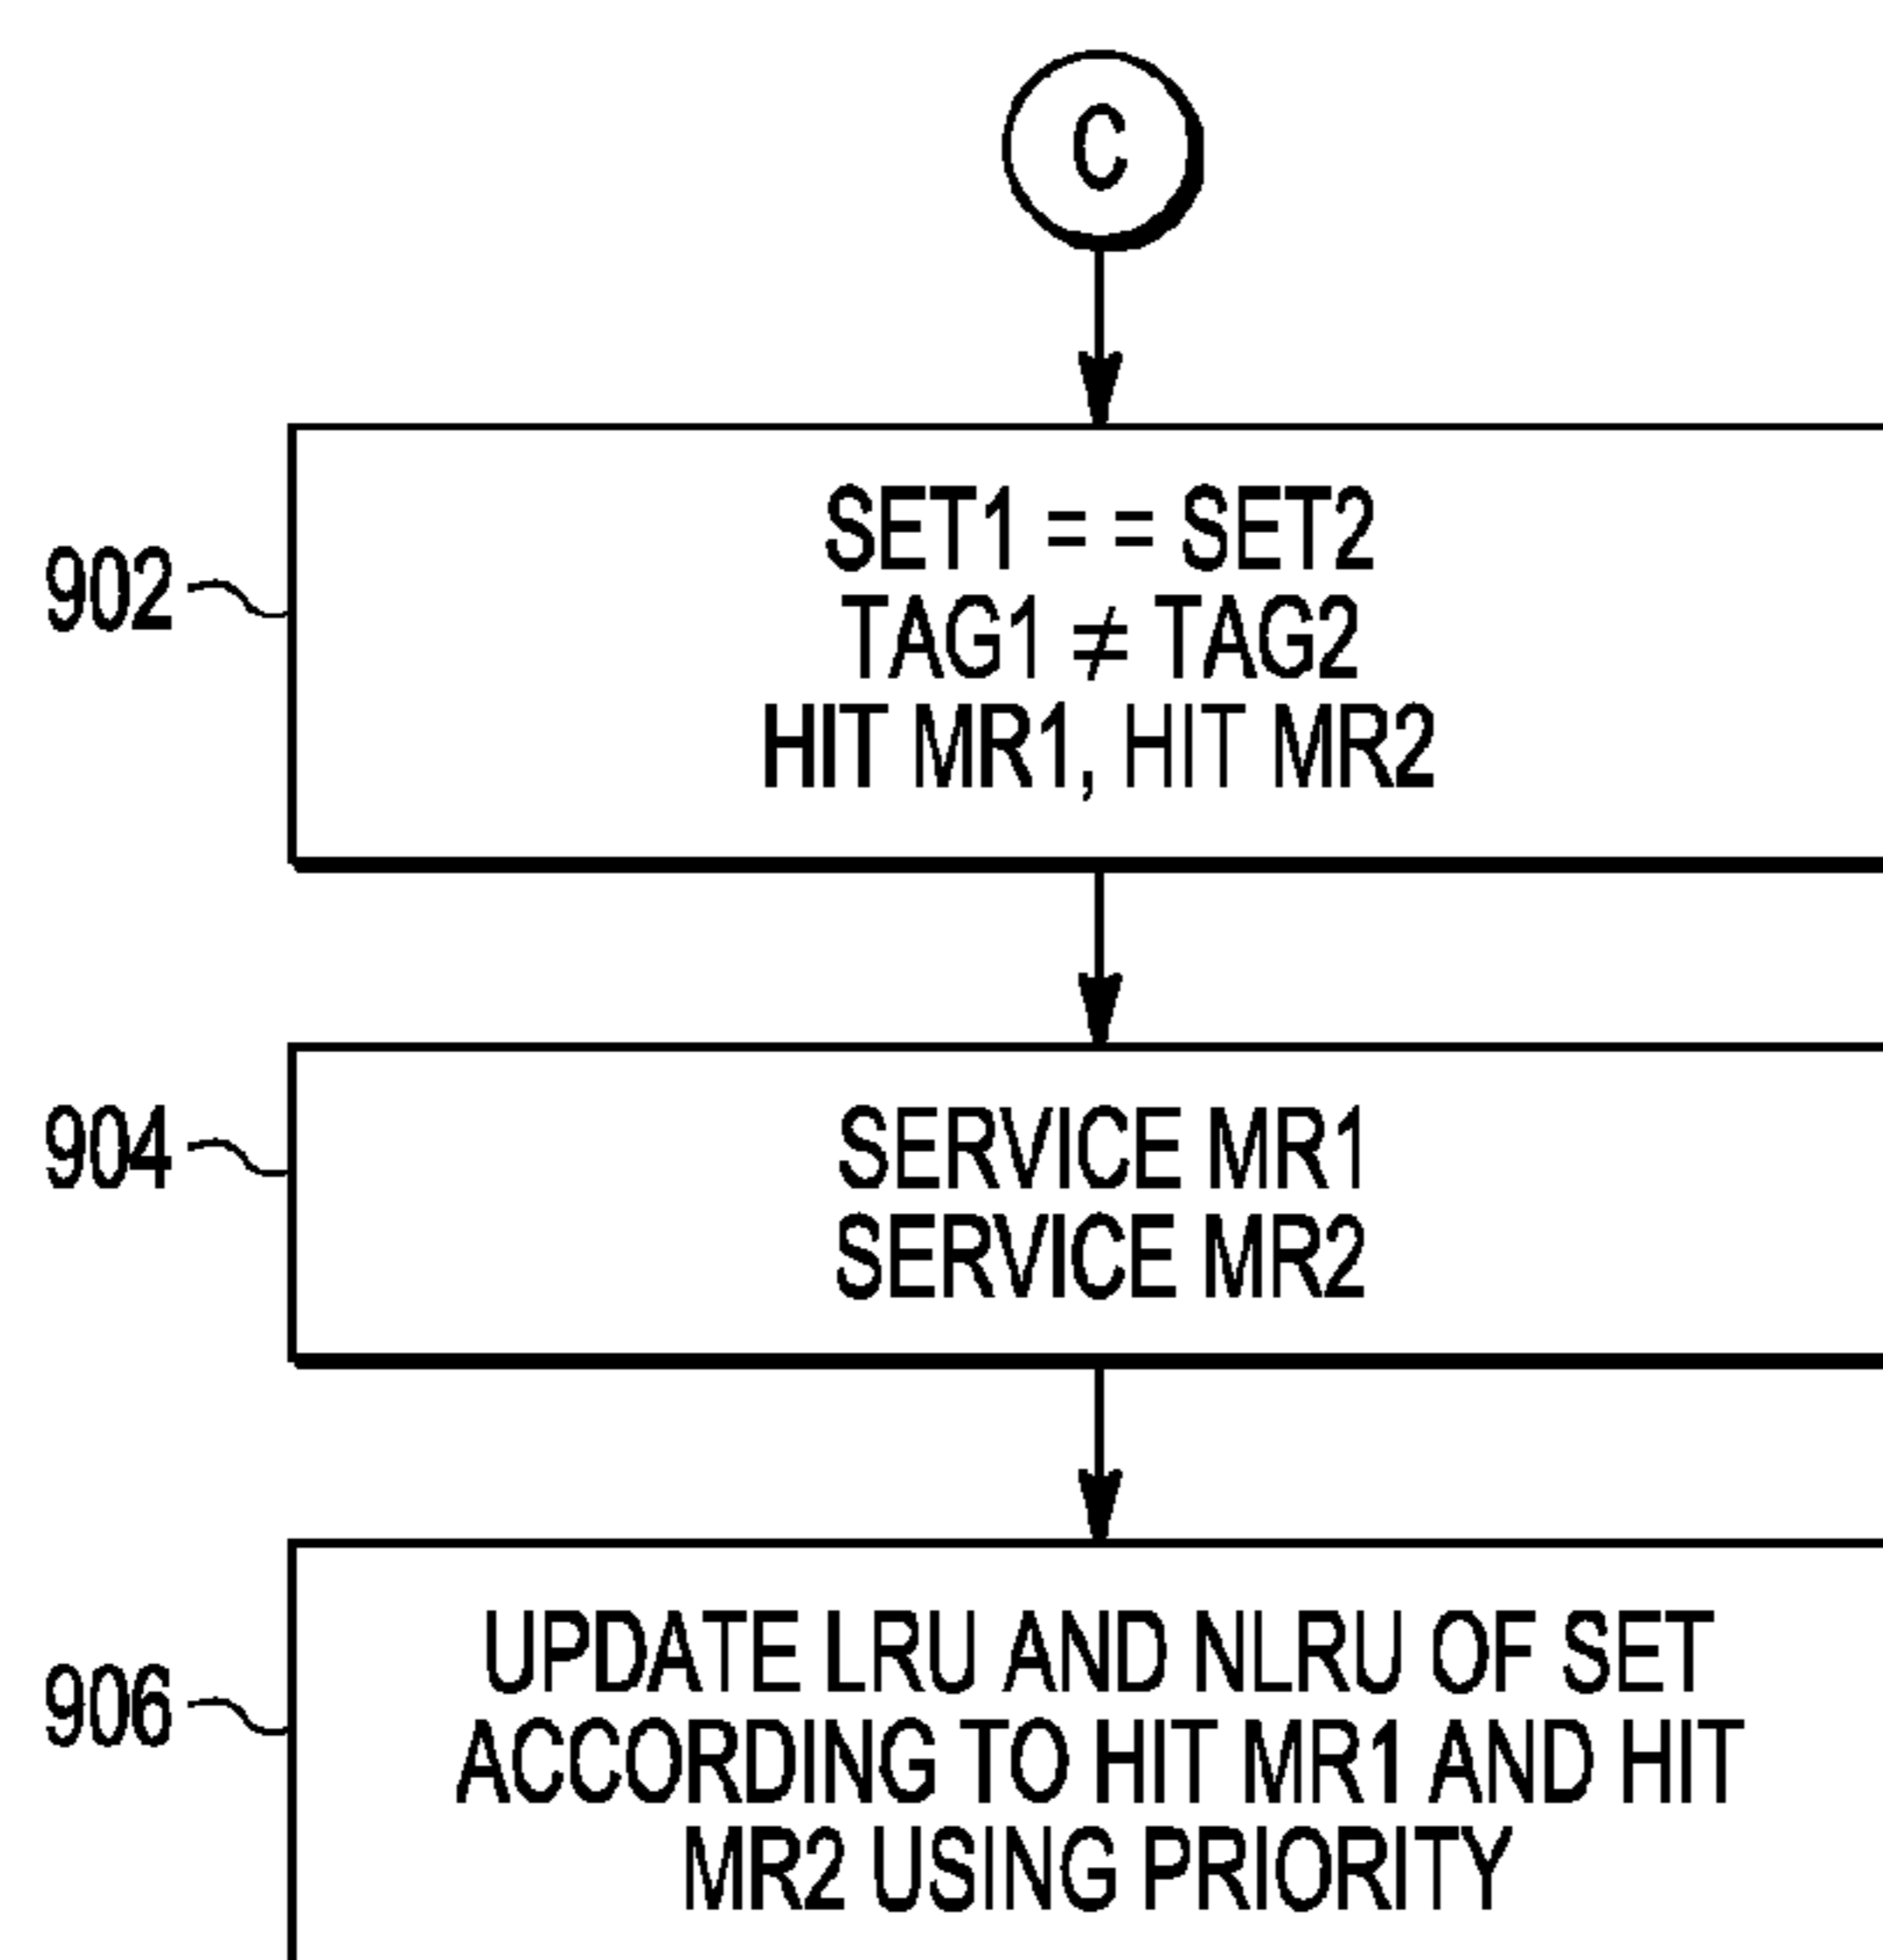 C
902
SET1 = = SET2
TAG1 ≠ TAG2
HIT MR1, HIT MR2
904
SERVICE MR1
SERVICE MR2
906
UPDATE LRU AND NLRU OF SET
ACCORDING TO HIT MR1 AND HIT
MR2 USING PRIORITY